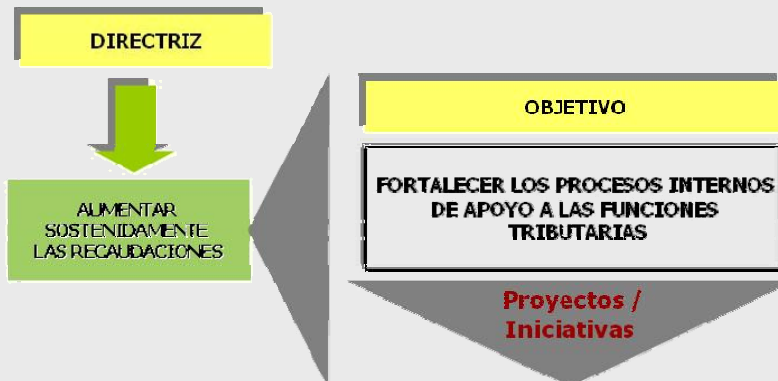 DIRECTRIZ
AUMENTAR
SOSTENIDAMENTE
LAS RECAUDACIONES
OBJETIVO
FORTALECER LOS PROCESOS INTERNOS
DE APOYO A LAS FUNCIONES
TRIBUTARIAS
Proyectos /
Iniciativas